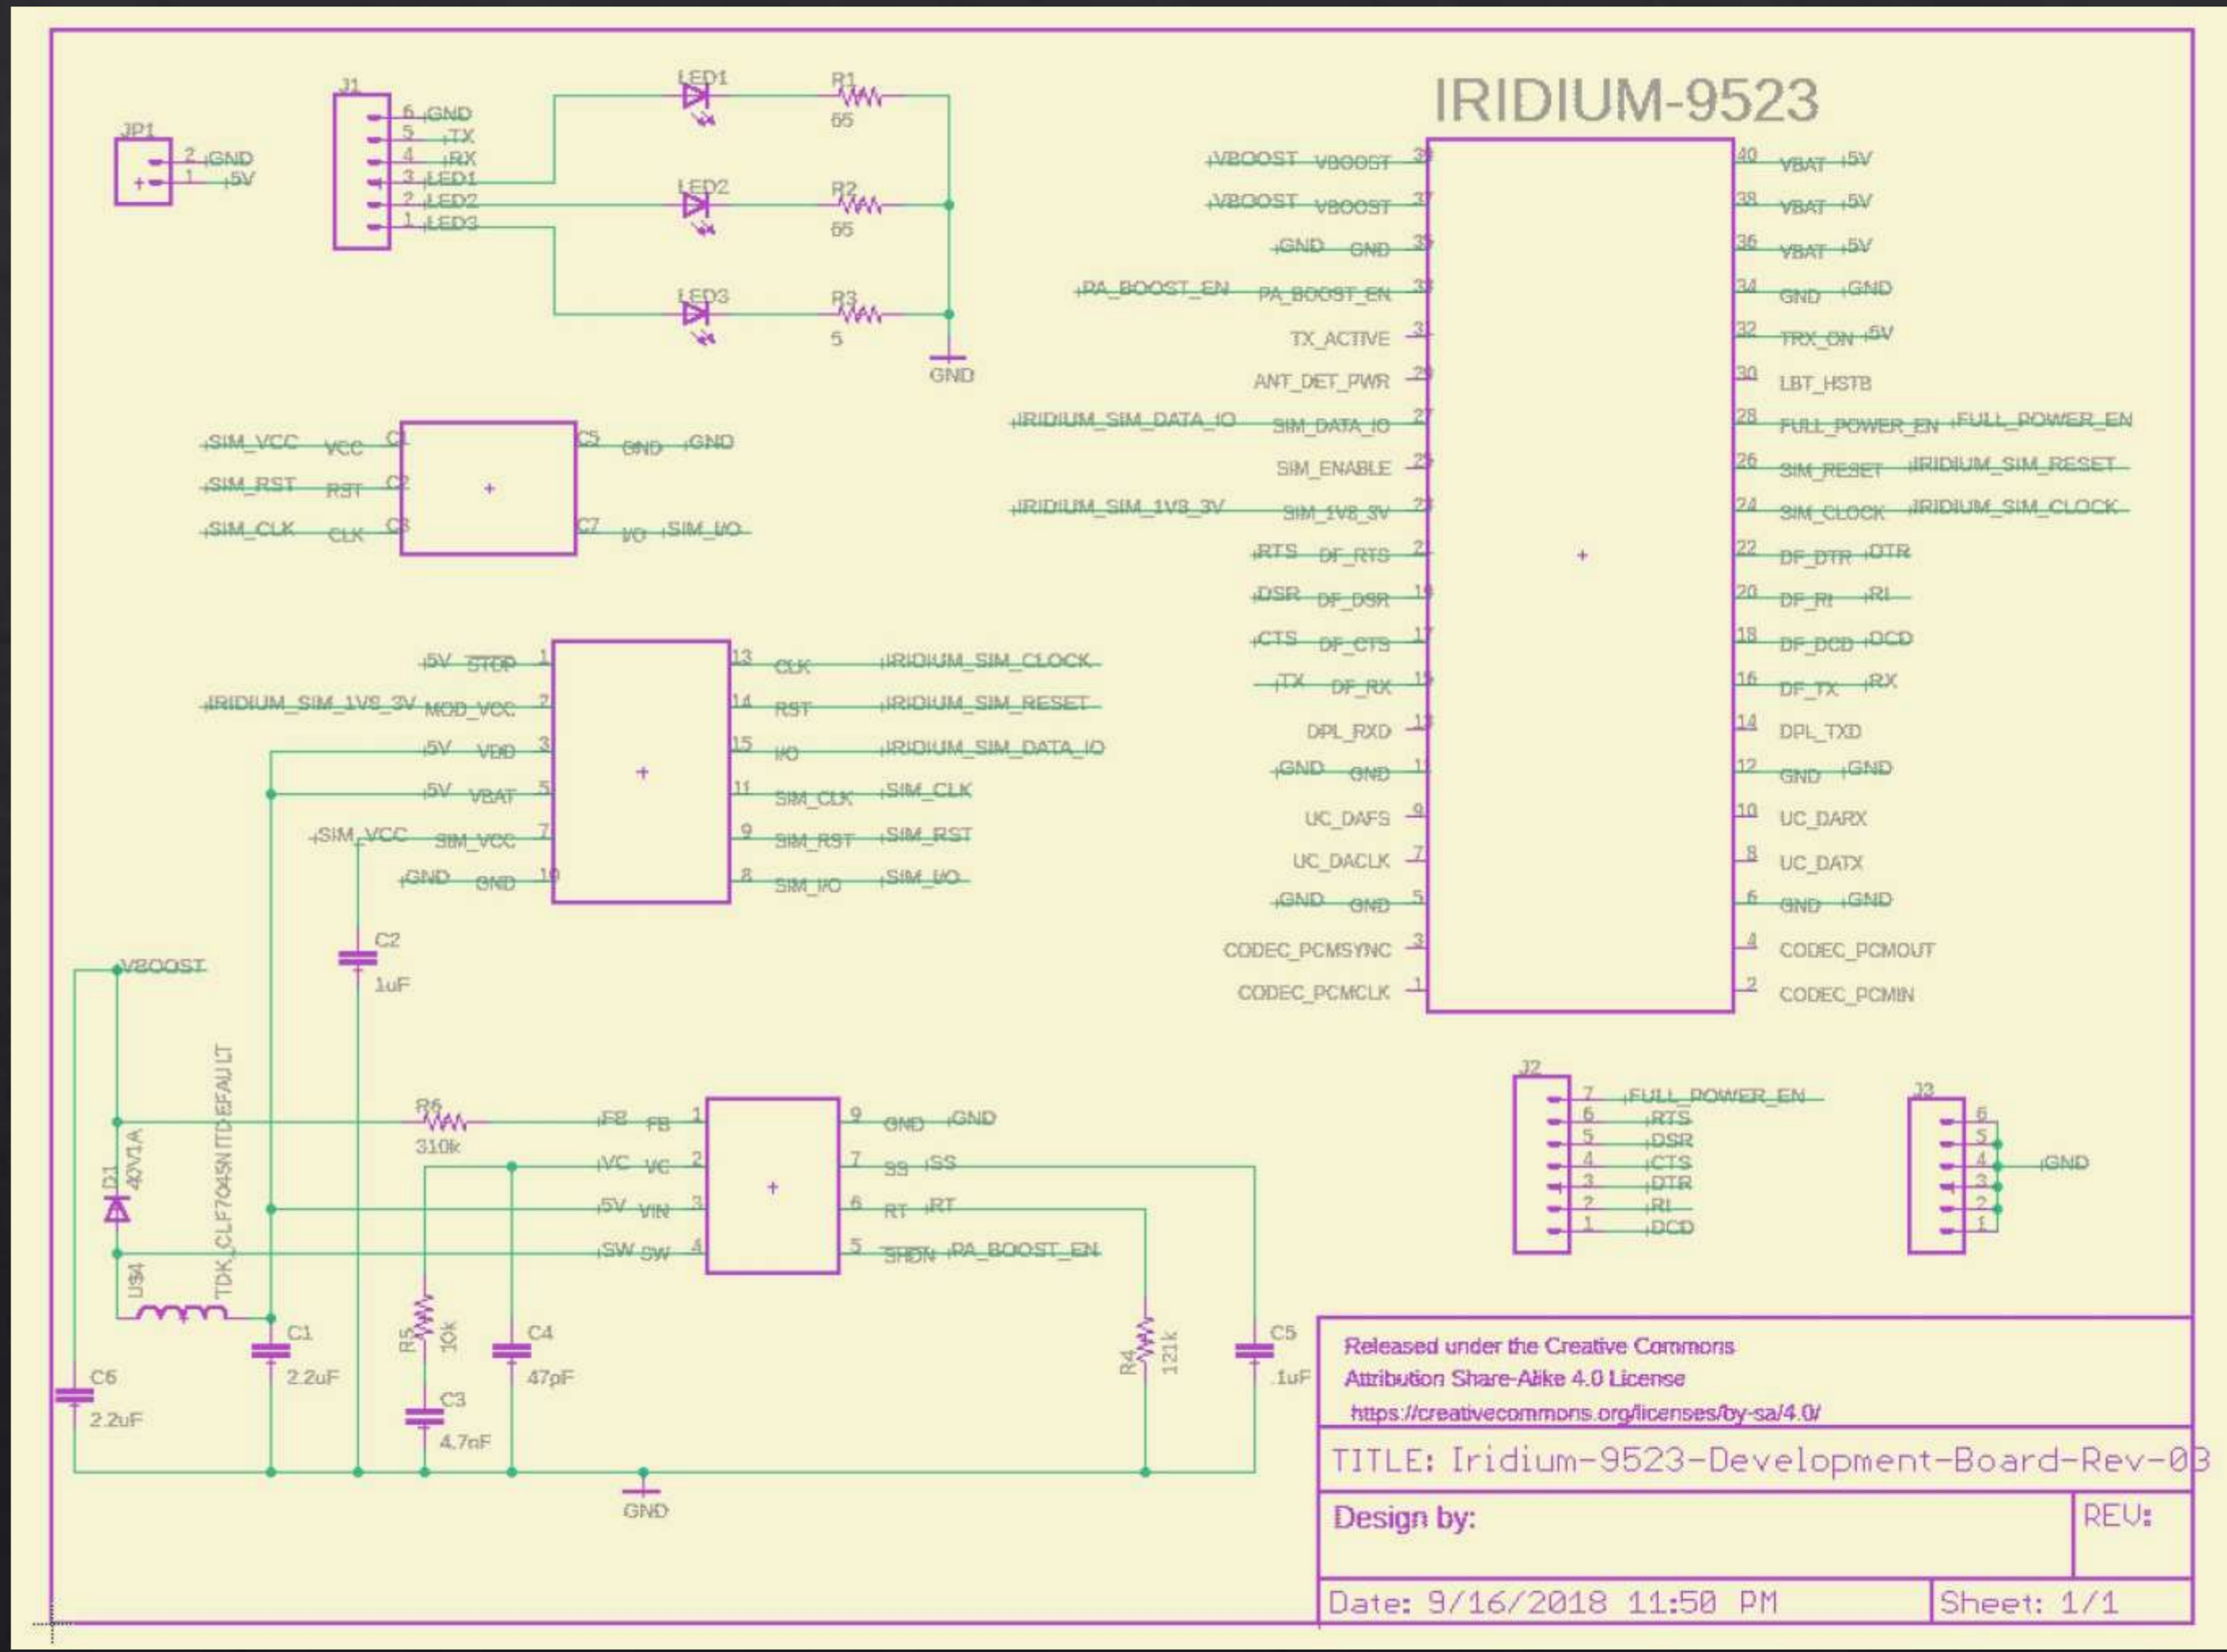 JP1
2 GND
1 5V
J1
6 GND
5 TX
4 RX
3 LED1
2 LED2
1 LED3
LED1
R1
65
LED2
R2
65
LED3
R3
5
GND
SIM_VCC VCC C1
SIM_RST RST C2
SIM_CLK CLK C3
C5 GND GND
C7 I/O SIM_I/O
5V STOP 1
IRIDIUM_SIM_1V8_3V MOD_VCC 2
5V VDD 3
5V VBAT 5
SIM_VCC SIM_VCC 7
GND GND 10
13 CLK IRIDIUM_SIM_CLOCK
14 RST IRIDIUM_SIM_RESET
15 I/O IRIDIUM_SIM_DATA_IO
11 SIM_CLK SIM_CLK
9 SIM_RST SIM_RST
8 SIM_I/O SIM_I/O
C2
1uF
VBOOST
D1
40V1A
TDK_CLF7045NITDEFAULT
C6
2.2uF
C1
2.2uF
R6
310k
R5
10k
C3
C4
47pF
FB FB 1
VC VC 2
5V VIN 3
SW SW 4
9 GND GND
7 SS SS
6 RT RT
5 SHDN PA_BOOST_EN
R4
121k
C5
.1uF
GND
IRIDIUM-9523
VBOOST VBOOST 39
VBOOST VBOOST 37
GND GND 35
PA_BOOST_EN PA_BOOST_EN 33
TX_ACTIVE 31
ANT_DET_PWR 29
IRIDIUM_SIM_DATA_IO SIM_DATA_IO 27
SIM_ENABLE 25
IRIDIUM_SIM_1V8_3V SIM_1V8_3V 23
RTS DF_RTS 21
DSR DF_DSR 19
CTS DF_CTS 17
TX DF_RX 15
DPL_RXD 13
GND GND 11
UC_DAFS 9
UC_DACLK 7
GND GND 5
CODEC_PCMSYNC 3
CODEC_PCMCLK 1
40 VBAT 5V
38 VBAT 5V
36 VBAT 5V
34 GND GND
32 TRX_ON 5V
30 LBT_HSTB
28 FULL_POWER_EN FULL_POWER_EN
26 SIM_RESET IRIDIUM_SIM_RESET
24 SIM_CLOCK IRIDIUM_SIM_CLOCK
22 DF_DTR DTR
20 DF_RI RI
18 DF_DCD DCD
16 DF_TX RX
14 DPL_TXD
12 GND GND
10 UC_DARX
8 UC_DATX
6 GND GND
4 CODEC_PCMOUT
2 CODEC_PCMIN
J2
7 FULL_POWER_EN
6 RTS
5 DSR
4 CTS
3 DTR
2 RI
1 DCD
J3
6
5
4 GND
3
2
1
Released under the Creative Commons
Attribution Share-Alike 4.0 License
https://creativecommons.org/licenses/by-sa/4.0/
TITLE: Iridium-9523-Development-Board-Rev-03
Design by:
REV:
Date: 9/16/2018 11:50 PM
Sheet: 1/1